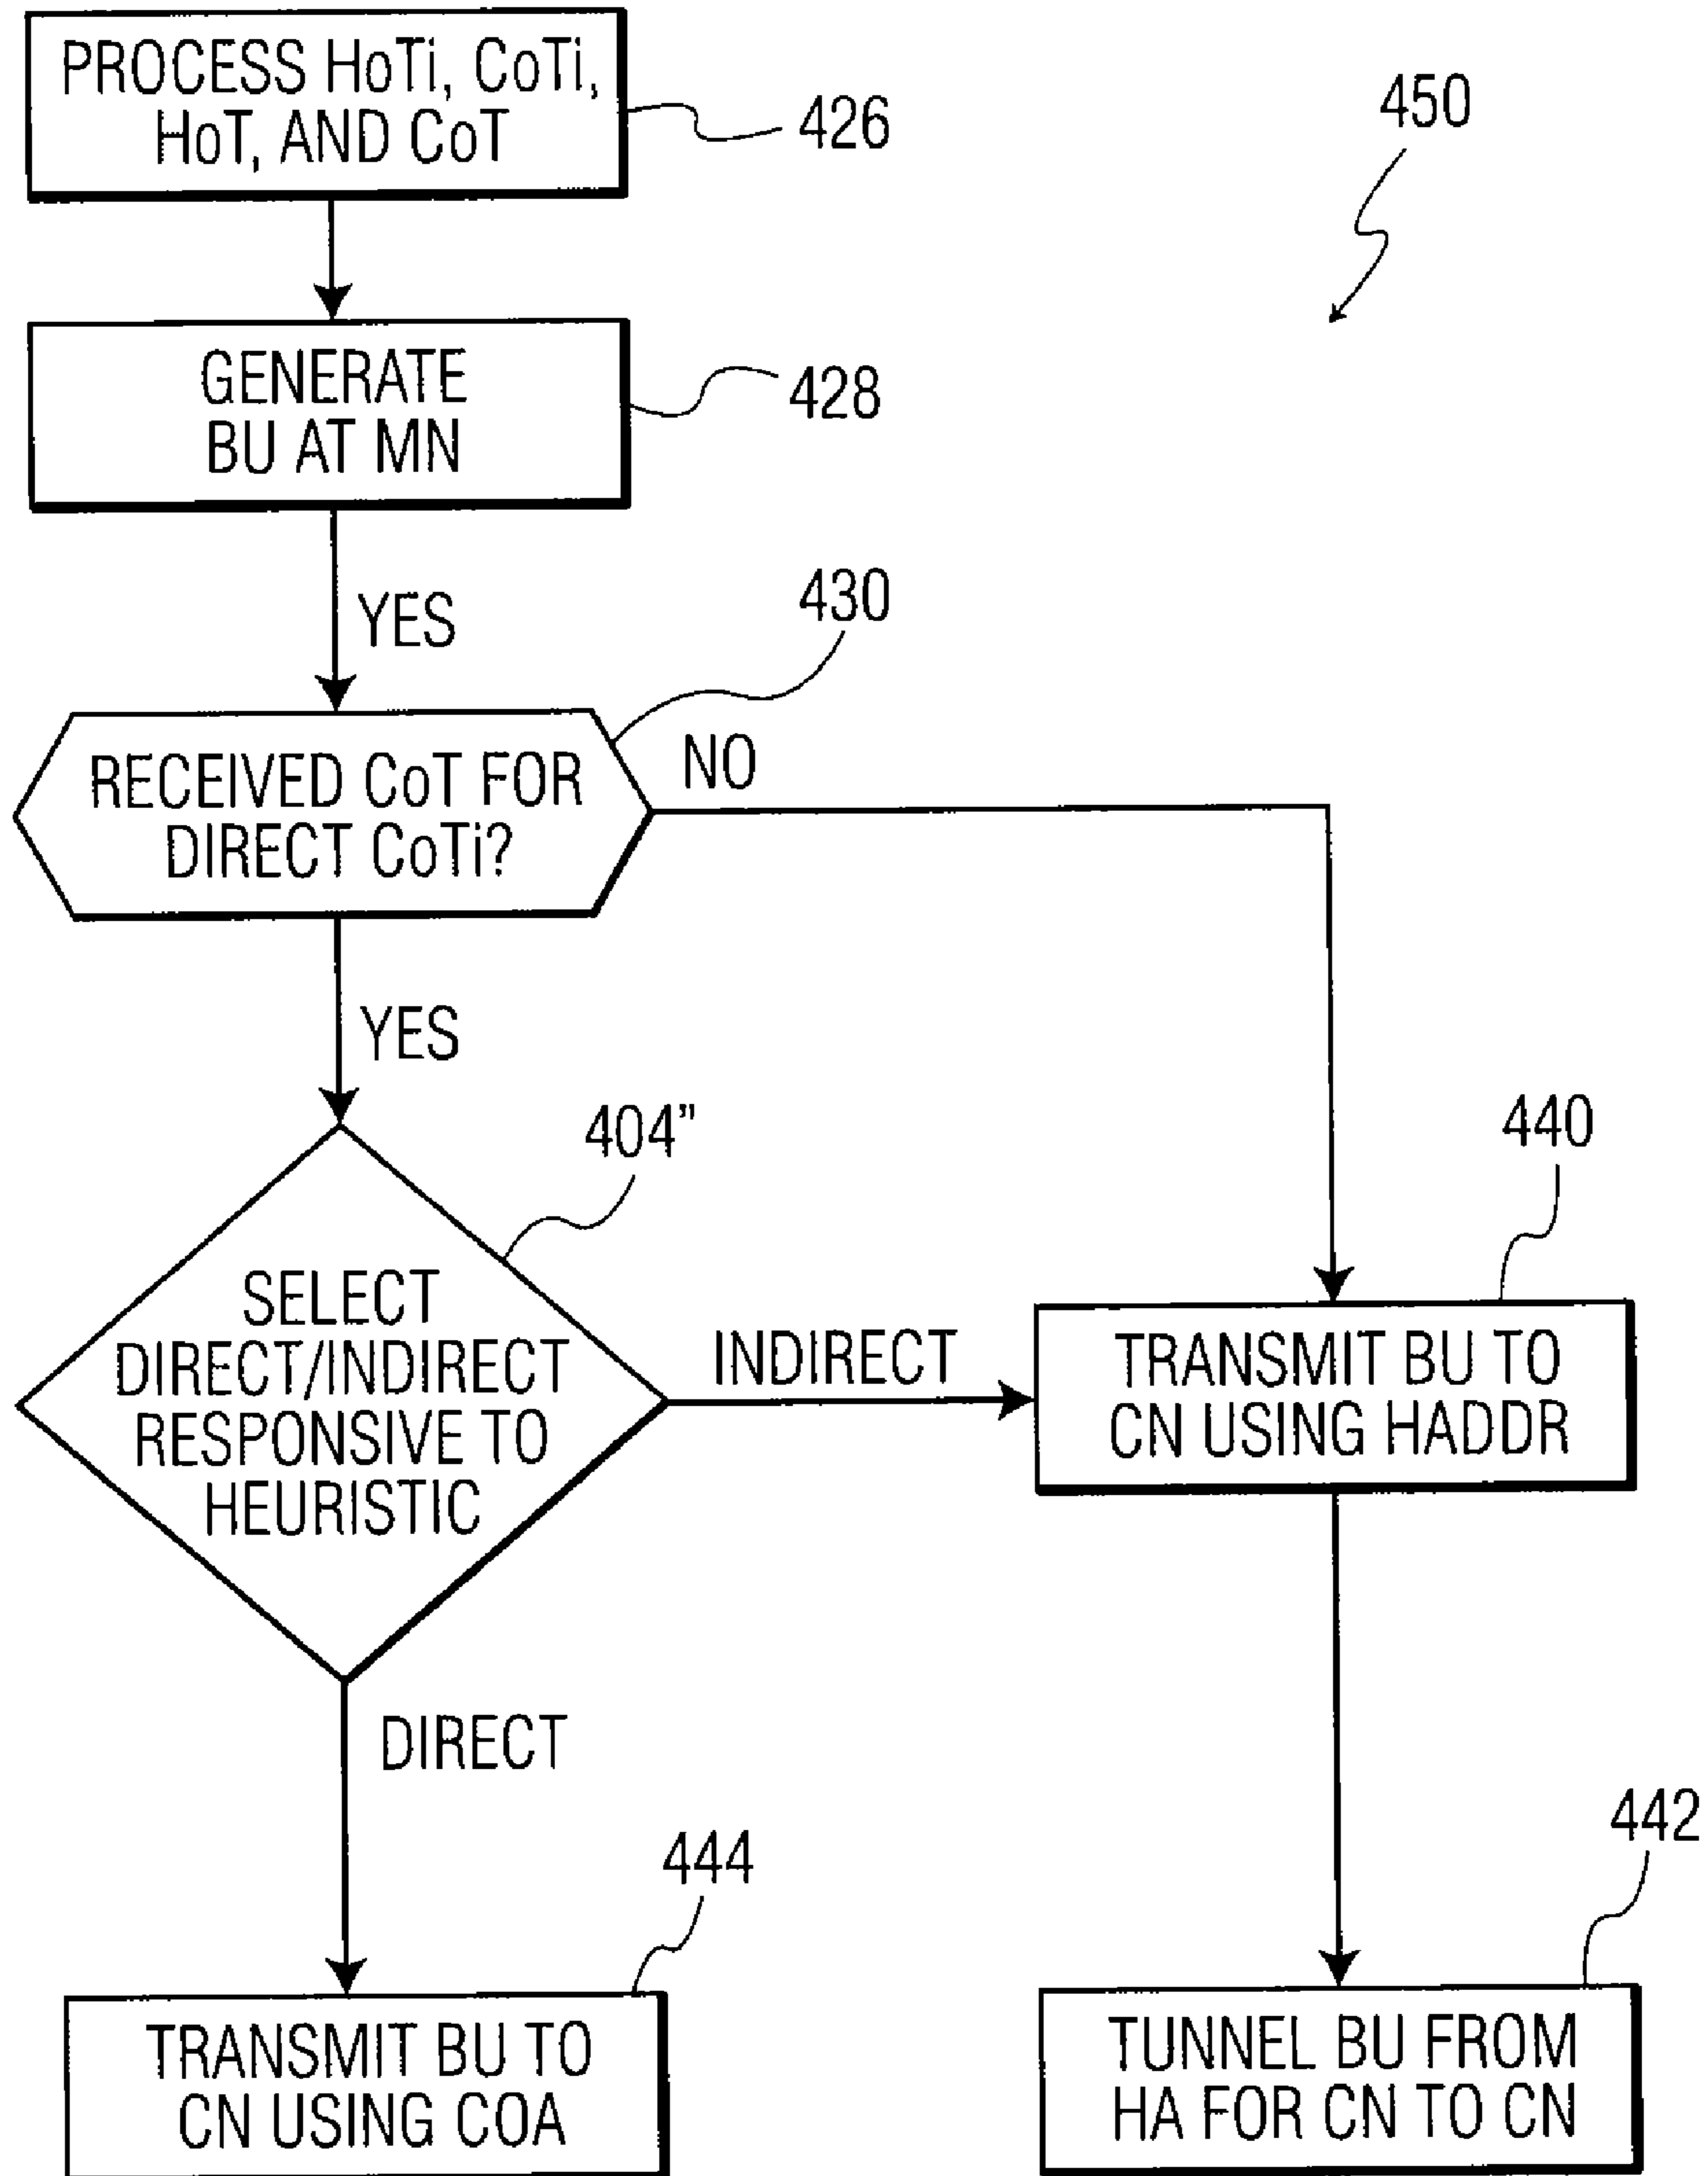 PROCESS HoTi, CoTi,
HoT, AND CoT
426
450
GENERATE
BU AT MN
428
YES
430
RECEIVED CoT FOR
DIRECT CoTi?
NO
YES
404”
440
SELECT
DIRECT/INDIRECT
RESPONSIVE TO
HEURISTIC
INDIRECT
TRANSMIT BU TO
CN USING HADDR
DIRECT
444
442
TRANSMIT BU TO
CN USING COA
TUNNEL BU FROM
HA FOR CN TO CN